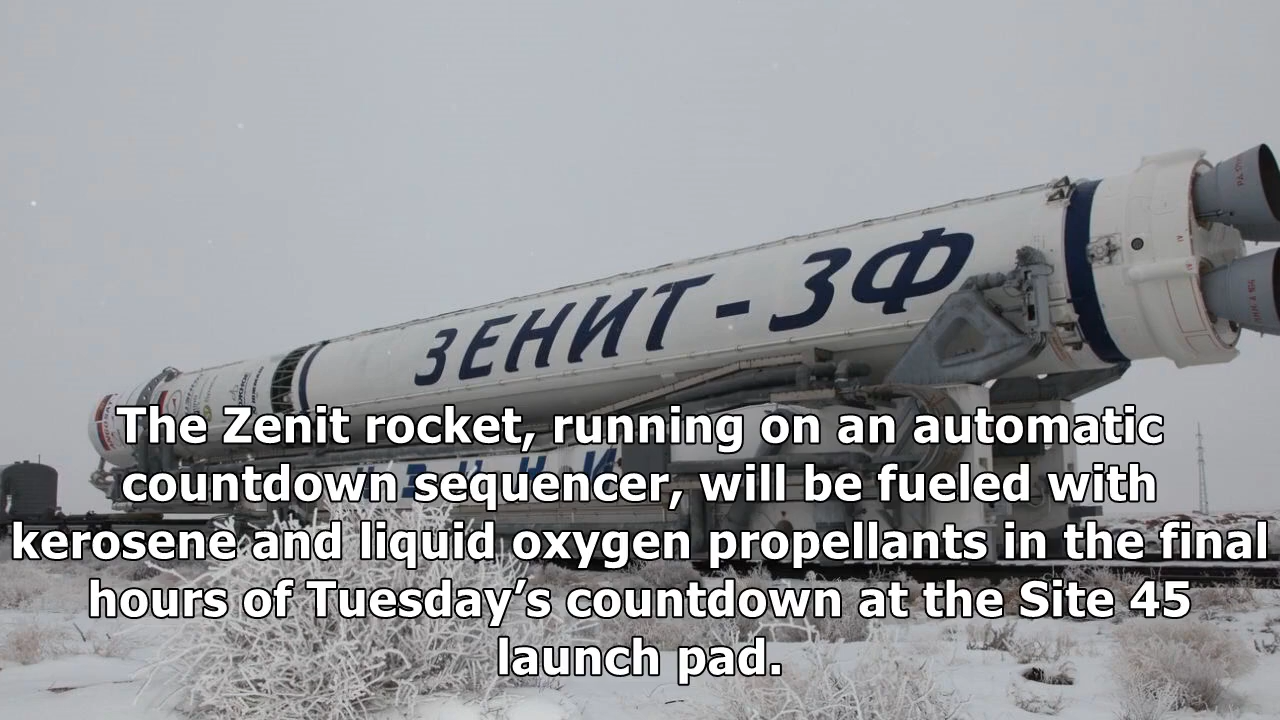 ЗЕНИТ-3Ф
The Zenit rocket, running on an automatic
countdown sequencer, will be fueled with
kerosene and liquid oxygen propellants in the final
hours of Tuesday’s countdown at the Site 45
launch pad.